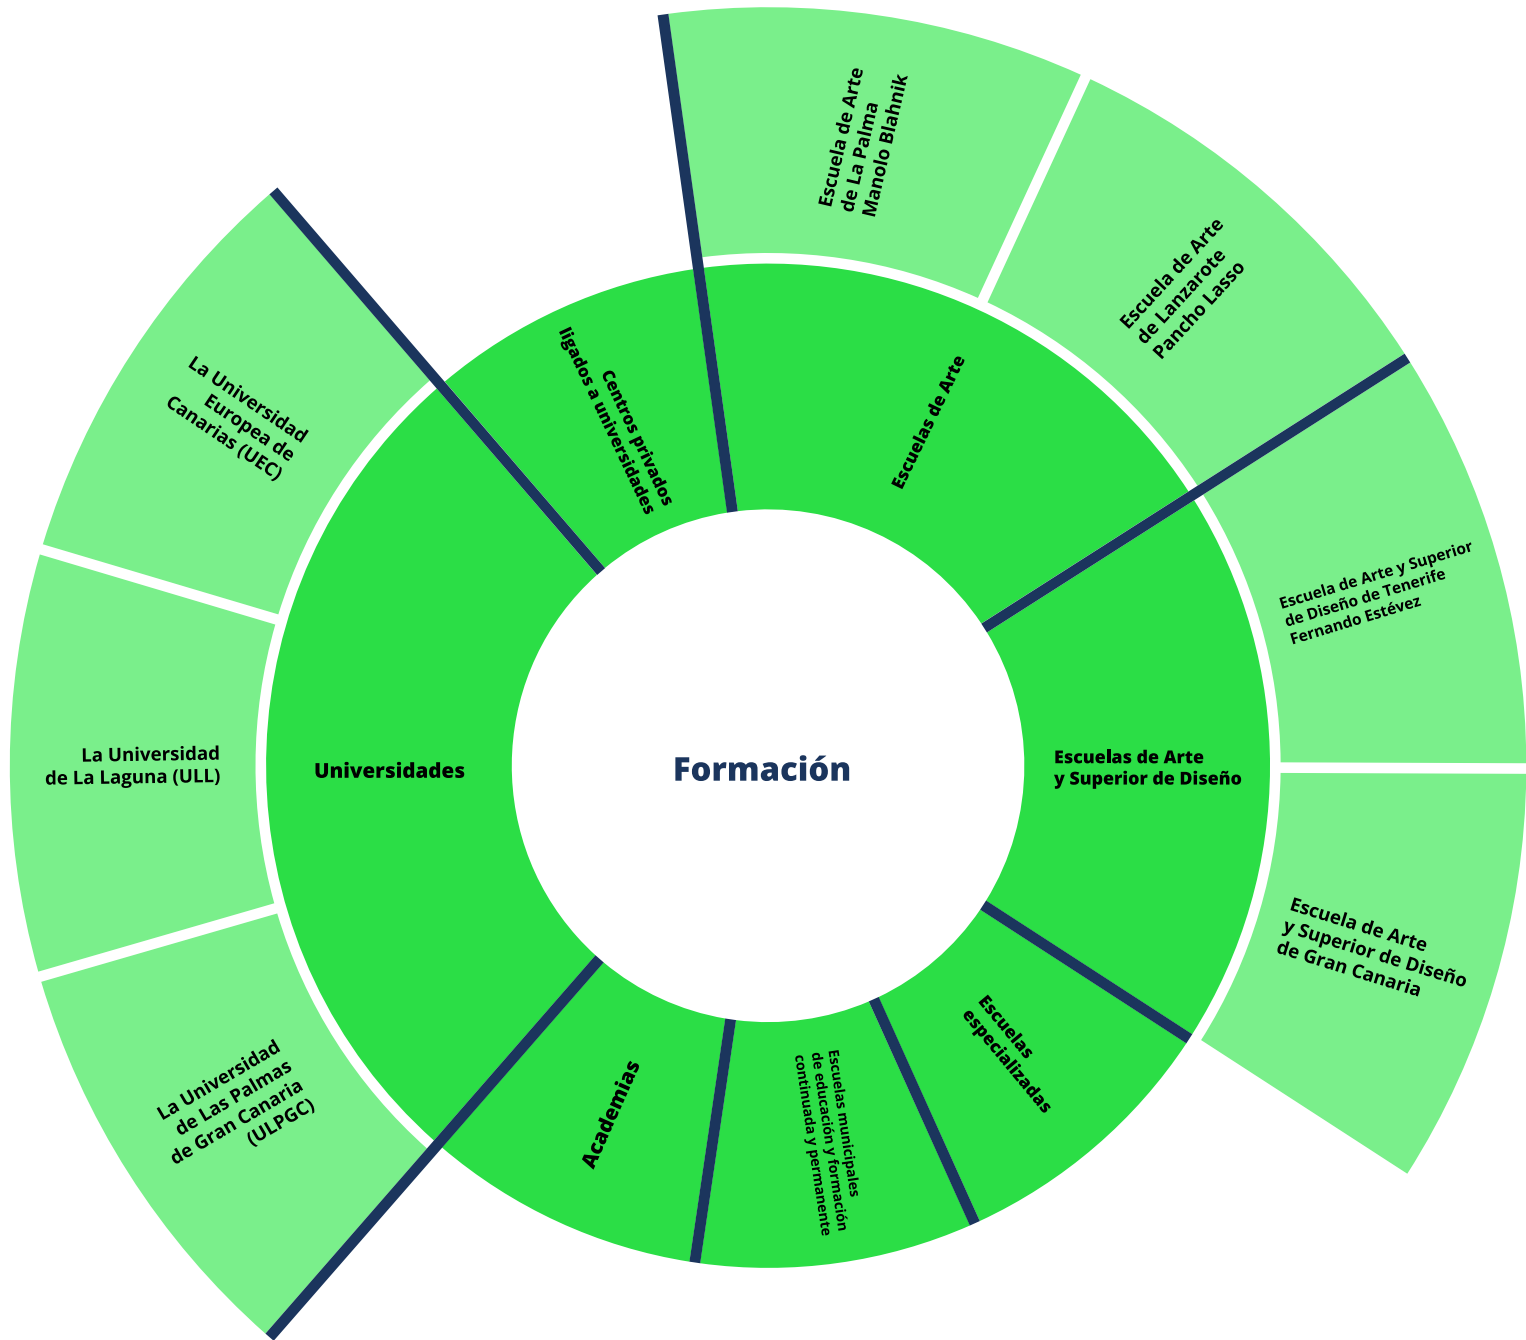 Formación
Escuelas de Arte
Escuela de Arte
de La Palma
Manolo Blahnik
Escuela de Arte
de Lanzarote
Pancho Lasso
Escuelas de Arte
y Superior de Diseño
Escuela de Arte y Superior
de Diseño de Tenerife
Fernando Estévez
Escuela de Arte
y Superior de Diseño
de Gran Canaria
Escuelas
especializadas
Escuelas municipales
de educación y formación
continuada y permanente
Academias
Universidades
La Universidad
de Las Palmas
de Gran Canaria
(ULPGC)
La Universidad
de La Laguna (ULL)
La Universidad
Europea de
Canarias (UEC)
Centros privados
ligados a universidades